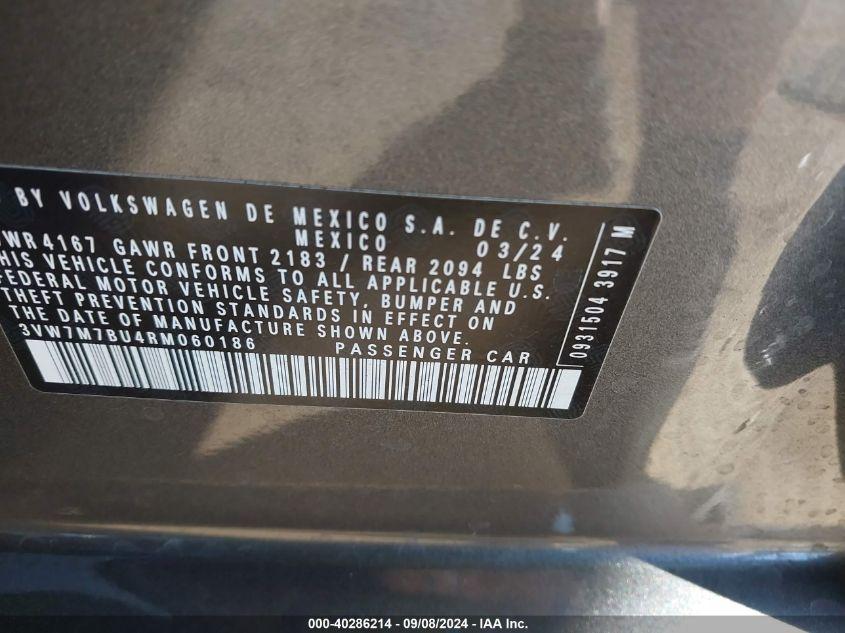 BY VOLKSWAGEN DE MEXICO S.A. DE C.V.
MEXICO 03/24
WR 4167 GAWR FRONT 2183 / REAR 2094 LBS
HIS VEHICLE CONFORMS TO ALL APPLICABLE U.S.
FEDERAL MOTOR VEHICLE SAFETY, BUMPER AND
THEFT PREVENTION STANDARDS IN EFFECT ON
THE DATE OF MANUFACTURE SHOWN ABOVE.
3VW7M7BU4RM060186 PASSENGER CAR
0931504 3917 M
000-40286214 - 09/08/2024 - IAA Inc.